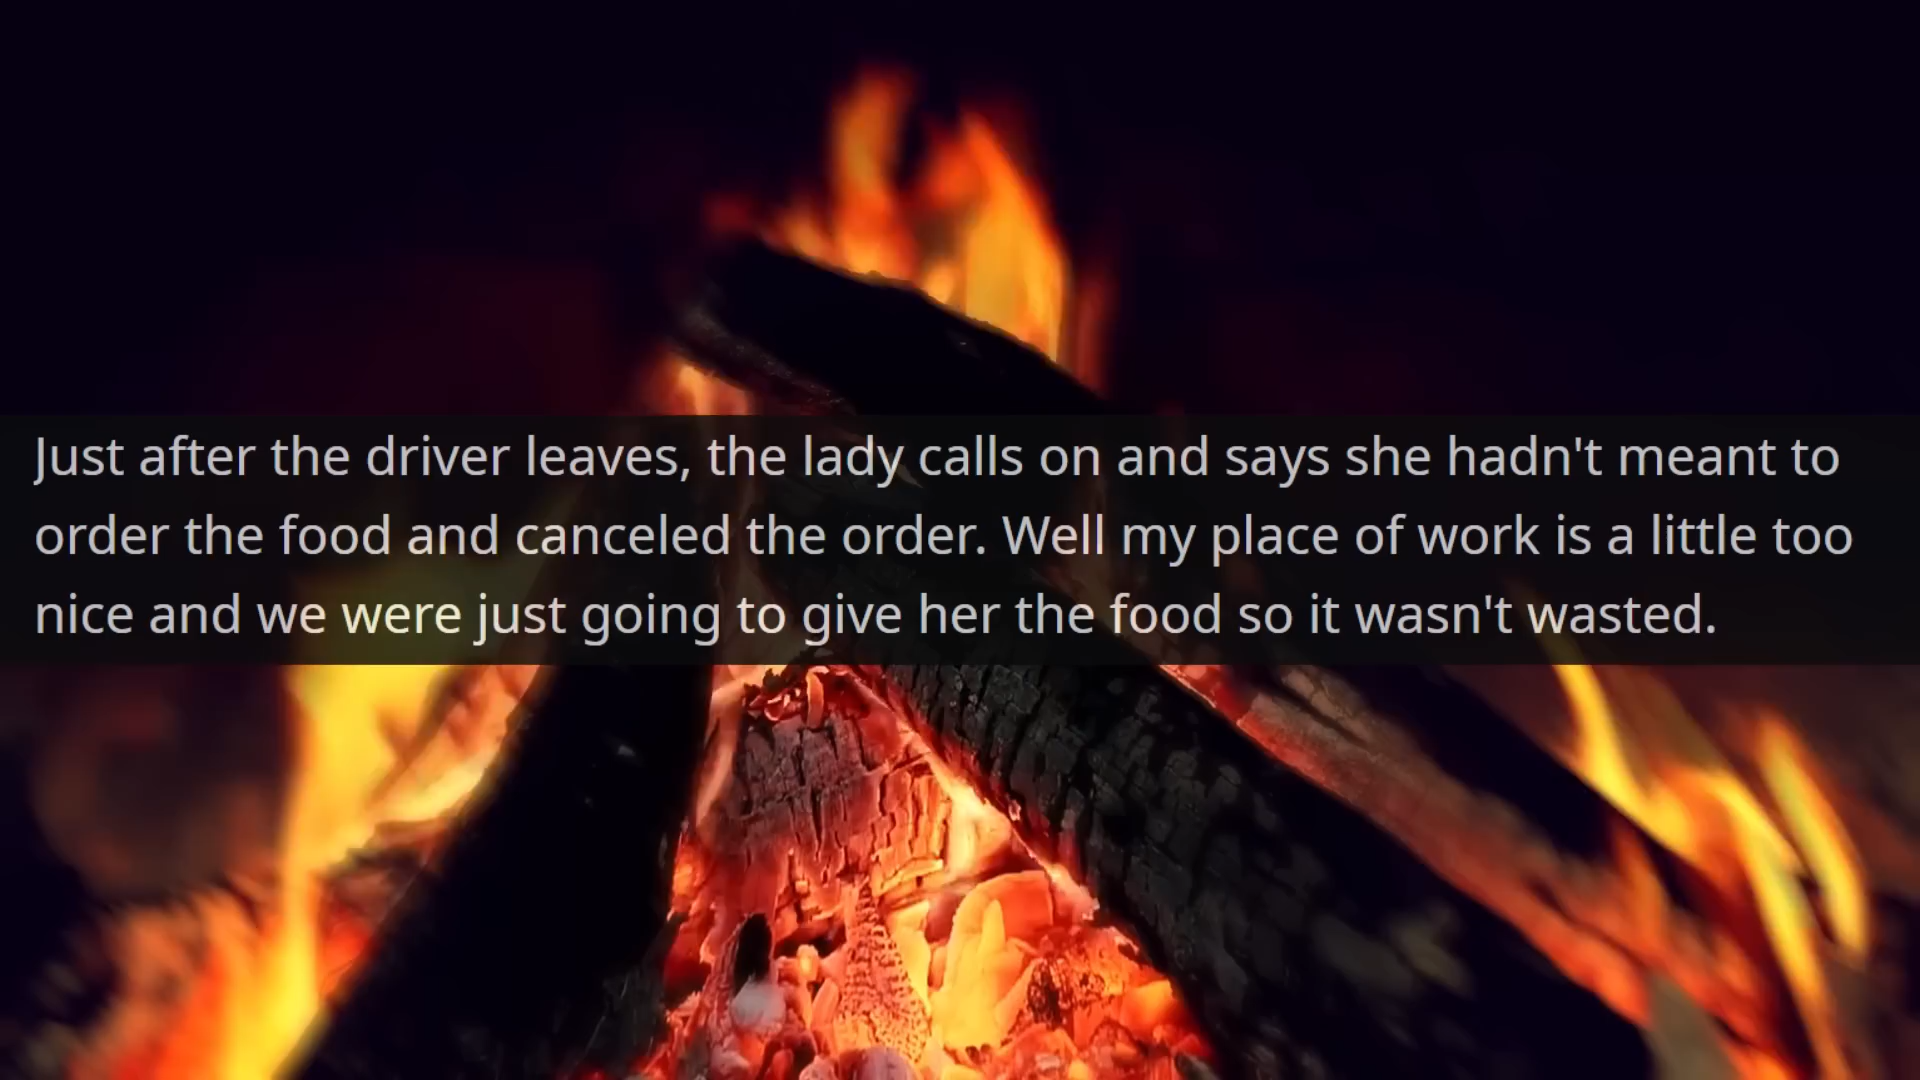 Just after the driver leaves, the lady calls on and says she hadn't meant to
order the food and canceled the order. Well my place of work is a little too
nice and we were just going to give her the food so it wasn't wasted.